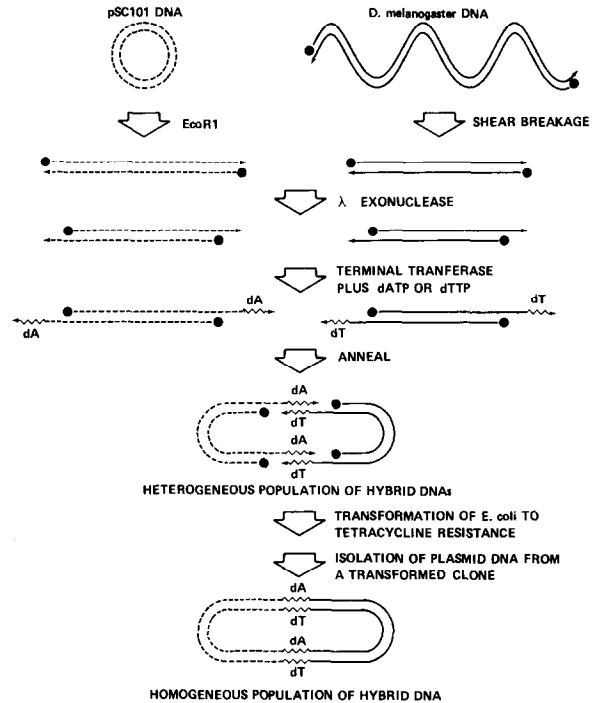 pSC101 DNA
D. melanogaster DNA
EcoR1
SHEAR BREAKAGE
λ EXONUCLEASE
TERMINAL TRANFERASE
PLUS dATP OR dTTP
dA
dT
dA
dT
ANNEAL
dA
dT
dA
dT
HETEROGENEOUS POPULATION OF HYBRID DNAs
TRANSFORMATION OF E. coli TO
TETRACYCLINE RESISTANCE
ISOLATION OF PLASMID DNA FROM
A TRANSFORMED CLONE
dA
dT
dA
dT
HOMOGENEOUS POPULATION OF HYBRID DNA